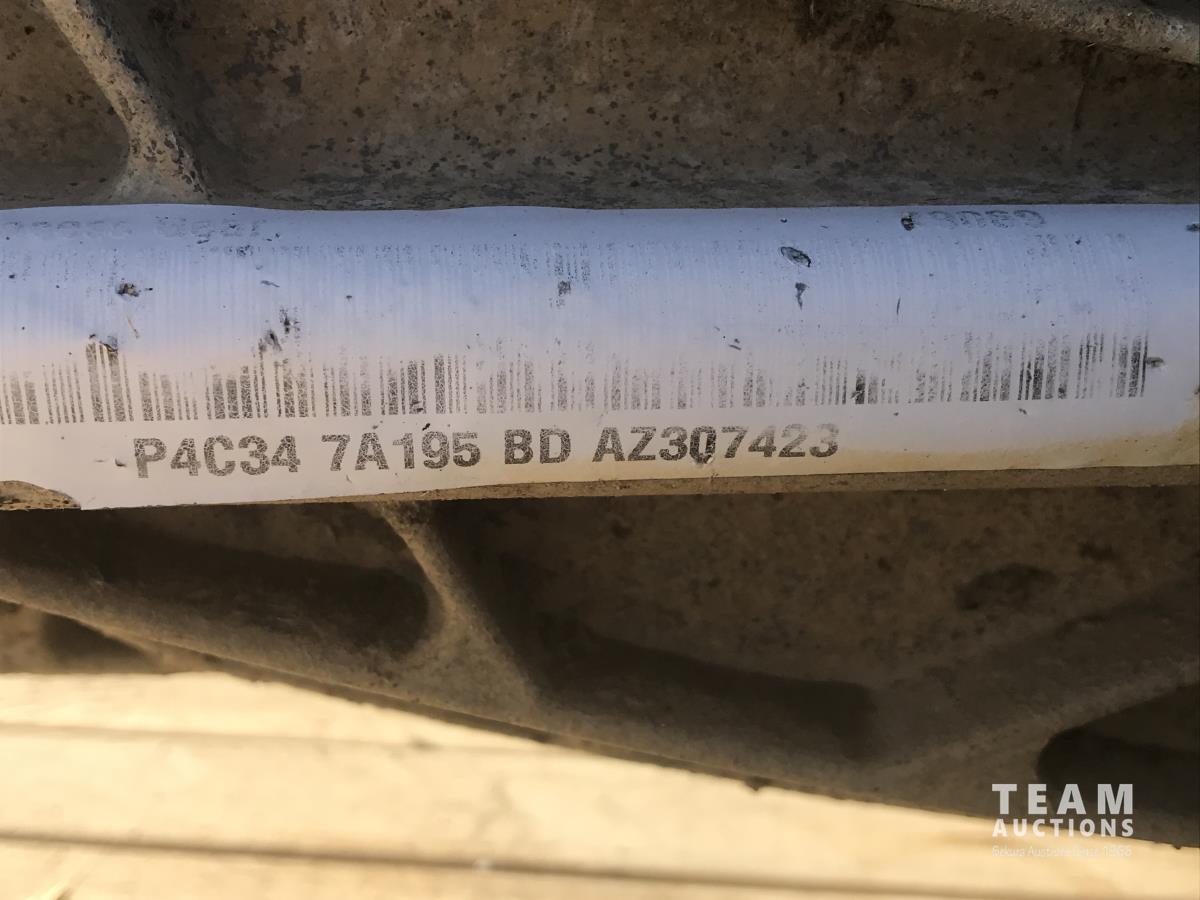 P4C34 7A195 BD AZ307423
TEAM
AUCTIONS